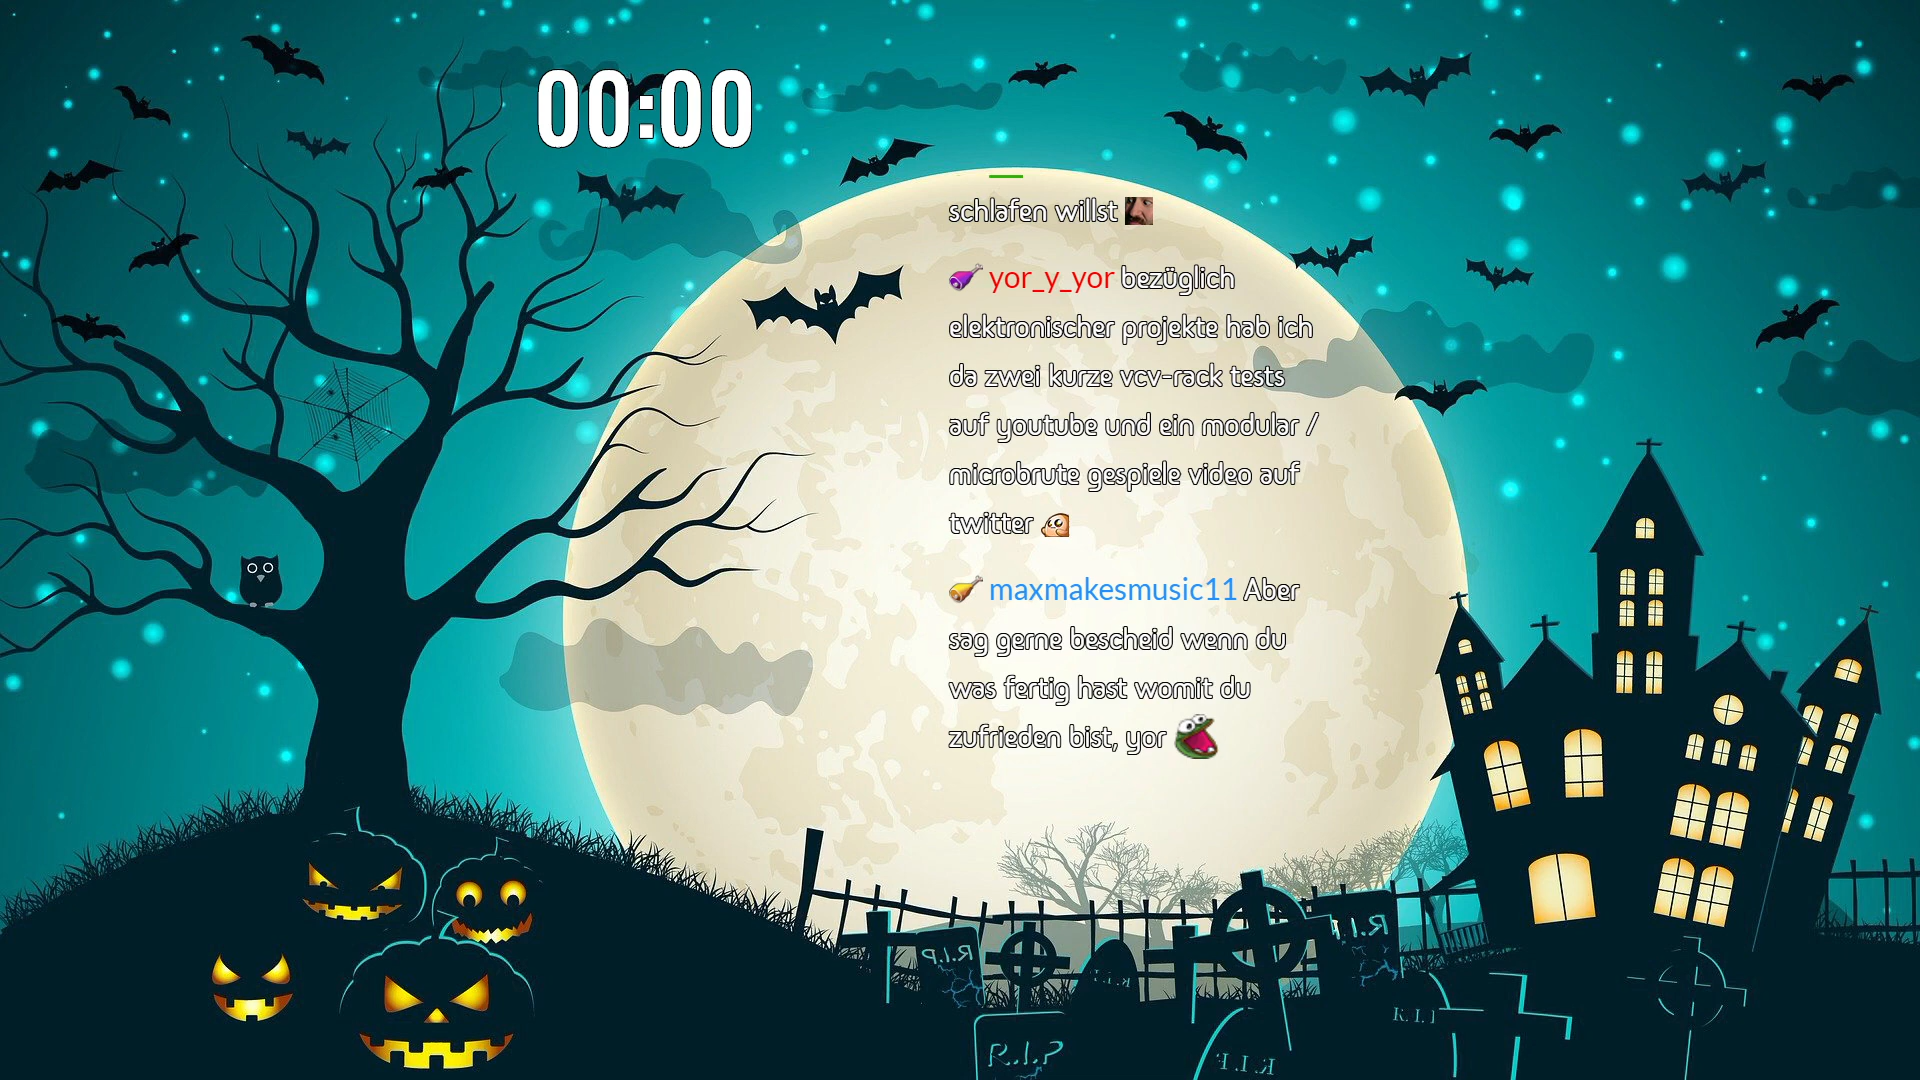 00:00
schlafen willst
yor_y_yor bezüglich
elektronischer projekte hab ich
da zwei kurze vcv-rack tests
auf youtube und ein modular /
microbrute gespiele video auf
twitter
maxmakesmusic11 Aber
sag gerne bescheid wenn du
was fertig hast womit du
zufrieden bist, yor
R.I.P
R.I.P
R.I.P
R.I.P